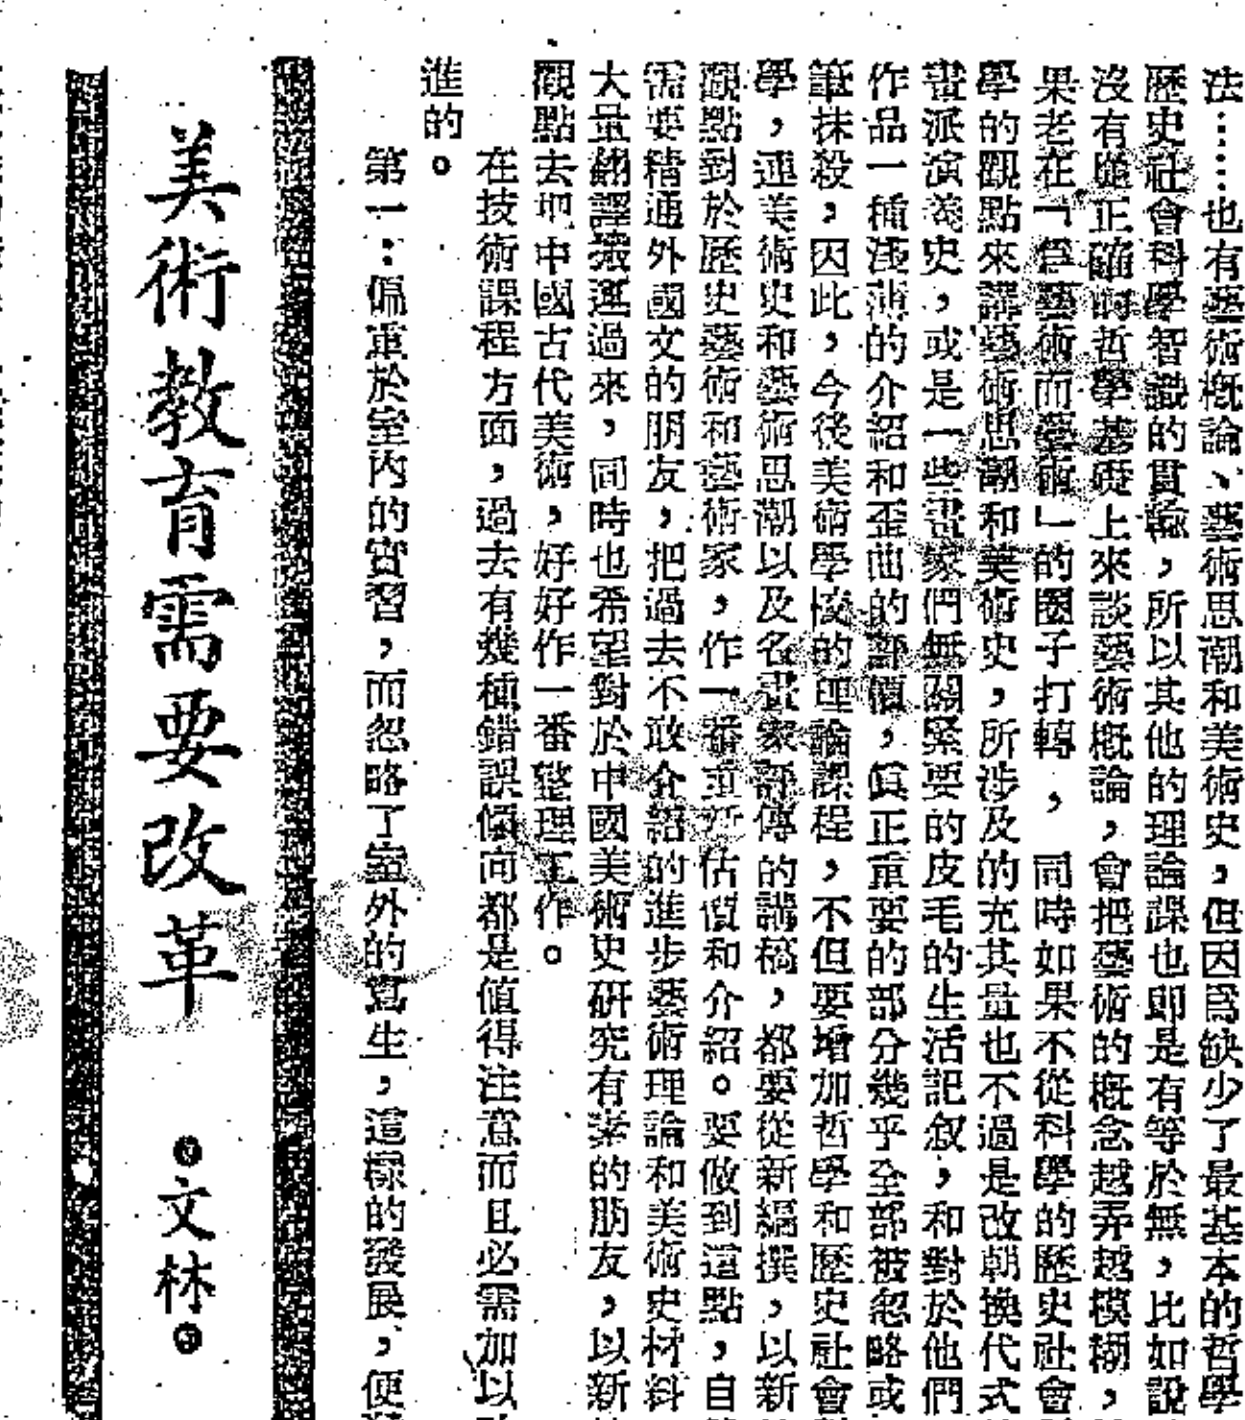 法……也有藝術概論、藝術思潮和美術史，但因爲缺少了最基本的哲學
歷史社會科學智識的貫輸，所以其他的理論課也即是有等於無，比如說
沒有從正確的哲學基礎上來談藝術概論，會把藝術的概念越弄越模糊，
果老在「爲藝術而藝術」的圈子打轉，同時如果不從科學的歷史社會
學的觀點來講藝術思潮和美術史，所涉及的充其量也不過是改朝換代式
畫派演義史，或是一些畫家們無關緊要的皮毛的生活記叙，和對於他們
作品一種淺薄的介紹和歪曲的評價，眞正重要的部分幾乎全部被忽略或
筆抹殺，因此，今後美術學校的理論課程，不但要增加哲學和歷史社會
學，連美術史和藝術思潮以及名畫家評傳的講稿，都要從新編撰，以新
觀點對於歷史藝術和藝術家，作一番重新估價和介紹。要做到這點，自
需要精通外國文的朋友，把過去不敢介紹的進步藝術理論和美術史材料
大量翻譯搬運過來，同時也希望對於中國美術史研究有素的朋友，以新
觀點去把中國古代美術，好好作一番整理工作。
在技術課程方面，過去有幾種錯誤傾向都是值得注意而且必需加以
進的。
第一：偏重於室內的實習，而忽略了室外的寫生，這樣的發展，便
美術教育需要改革
文林